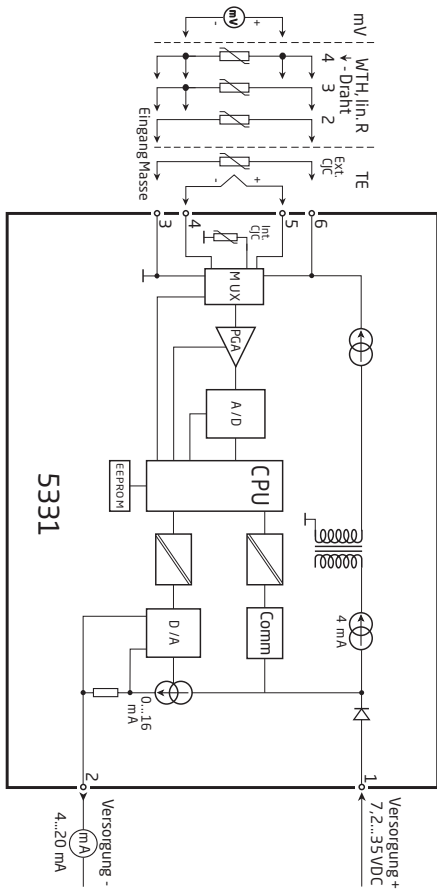 mV
mV
- +
WTH, lin. R
4 ← - Draht
3
2
TE
Ext. CJC
Eingang Masse
- +
3
4
5
6
Int. CJC
MUX
PGA
A/D
CPU
EEPROM
5331
D/A
Comm
4 mA
0...16 mA
1
2
Versorgung +
7,2...35 VDC
Versorgung -
4...20 mA
mA